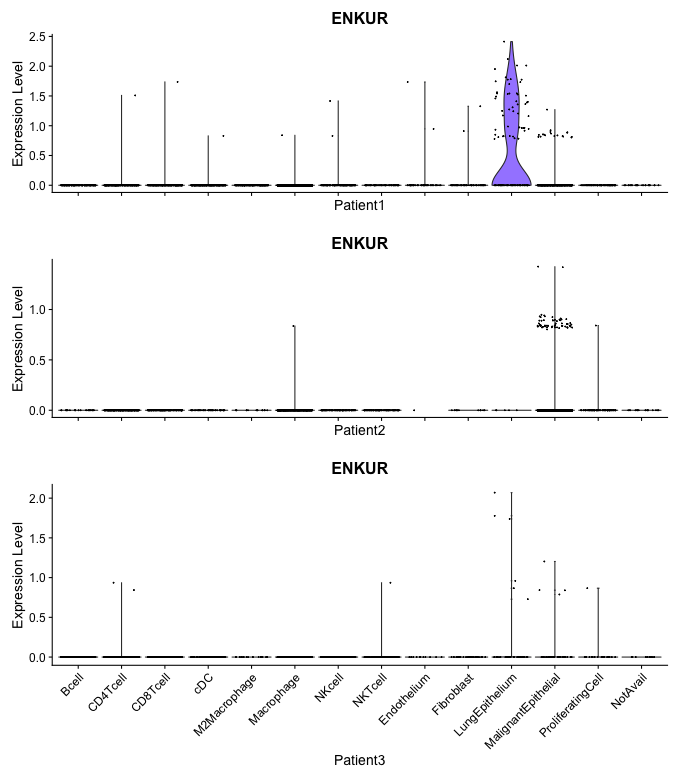 ENKUR
Expression Level
2.5
2.0
1.5
1.0
0.5
0.0
Patient1
ENKUR
Expression Level
1.0
0.5
0.0
Patient2
ENKUR
Expression Level
2.0
1.5
1.0
0.5
0.0
Bcell
CD4Tcell
CD8Tcell
cDC
M2Macrophage
Macrophage
NKcell
NKTcell
Endothelium
Fibroblast
LungEpithelium
MalignantEpithelial
ProliferatingCell
NotAvail
Patient3